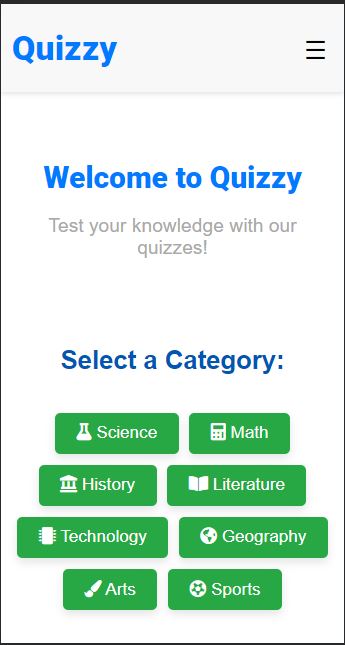 Quizzy
Welcome to Quizzy
Test your knowledge with our
quizzes!
Select a Category:
Science Math
History Literature
Technology Geography
Arts Sports